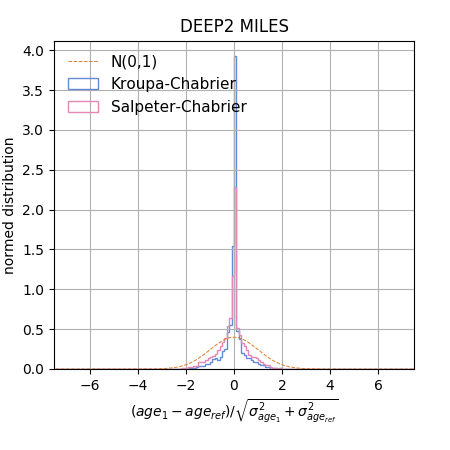 DEEP2 MILES
normed distribution
4.0
3.5
3.0
2.5
2.0
1.5
1.0
0.5
0.0
N(0,1)
Kroupa-Chabrier
Salpeter-Chabrier
−6 −4 −2 0 2 4 6
(age₁ − age_ref)/√σ²_age₁ + σ²_age_ref